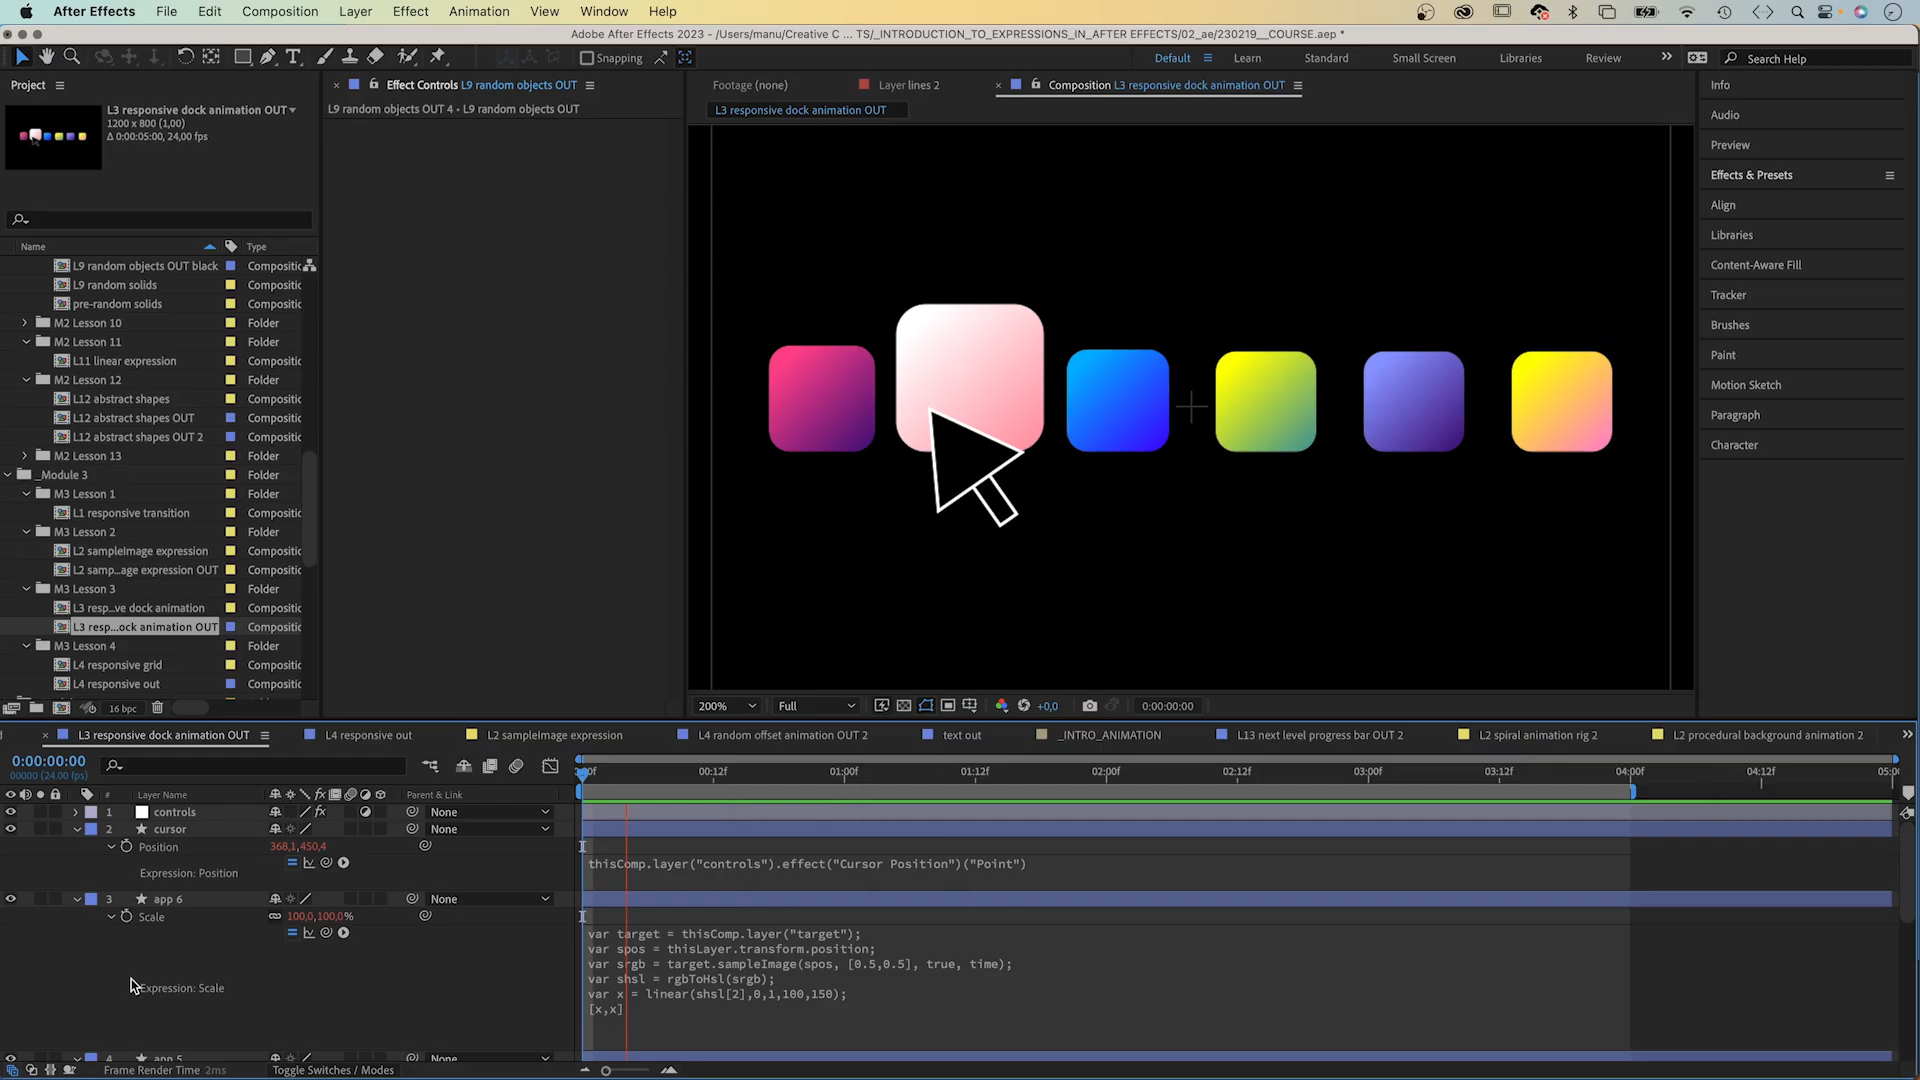 After Effects File Edit Composition Layer Effect Animation View Window Help
Adobe After Effects 2023 - /Users/manu/Creative C ... TS/_INTRODUCTION_TO_EXPRESSIONS_IN_AFTER EFFECTS/02_ae/230219__COURSE.aep *
Snapping Default Learn Standard Small Screen Libraries Review Search Help
Project
L3 responsive dock animation OUT
1200 x 800 (1,00)
Δ 0:00:05:00, 24,00 fps
Name Type
L9 random objects OUT black Compositic
L9 random solids Compositic
pre-random solids Compositic
M2 Lesson 10 Folder
M2 Lesson 11 Folder
L11 linear expression Compositic
M2 Lesson 12 Folder
L12 abstract shapes Compositic
L12 abstract shapes OUT Compositic
L12 abstract shapes OUT 2 Compositic
M2 Lesson 13 Folder
_Module 3 Folder
M3 Lesson 1 Folder
L1 responsive transition Compositic
M3 Lesson 2 Folder
L2 sampleImage expression Compositic
L2 samp...age expression OUT Compositic
M3 Lesson 3 Folder
L3 resp...ve dock animation Compositic
L3 resp...ock animation OUT Compositic
M3 Lesson 4 Folder
L4 responsive grid Compositic
L4 responsive out Compositic
16 bpc
Effect Controls L9 random objects OUT
L9 random objects OUT 4 • L9 random objects OUT
Footage (none) Layer lines 2 Composition L3 responsive dock animation OUT
L3 responsive dock animation OUT
200% Full +0,0 0:00:00:00
Info
Audio
Preview
Effects & Presets
Align
Libraries
Content-Aware Fill
Tracker
Brushes
Paint
Motion Sketch
Paragraph
Character
L3 responsive dock animation OUT L4 responsive out L2 sampleImage expression L4 random offset animation OUT 2 text out _INTRO_ANIMATION L13 next level progress bar OUT 2 L2 spiral animation rig 2 L2 procedural background animation 2
0:00:00:00
00000 (24.00 fps)
00:12f 01:00f 01:12f 02:00f 02:12f 03:00f 03:12f 04:00f 04:12f
# Layer Name Parent & Link
1 controls None
2 cursor None
Position 368,1,450,4
Expression: Position
thisComp.layer("controls").effect("Cursor Position")("Point")
3 app 6 None
Scale 100,0,100,0%
Expression: Scale
var target = thisComp.layer("target");
var spos = thisLayer.transform.position;
var srgb = target.sampleImage(spos, [0.5,0.5], true, time);
var shsl = rgbToHsl(srgb);
var x = linear(shsl[2],0,1,100,150);
[x,x]
4 app 5 None
Frame Render Time 2ms Toggle Switches / Modes